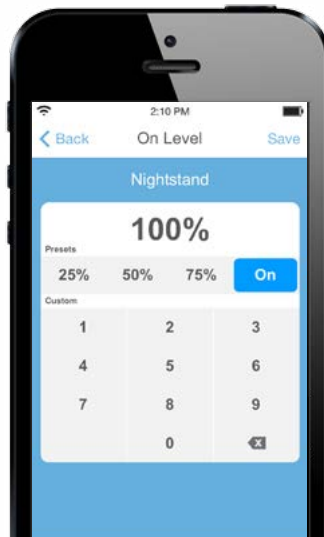 2:10 PM
Back On Level Save
Nightstand
100%
Presets
25% 50% 75% On
Custom
1 2 3
4 5 6
7 8 9
0